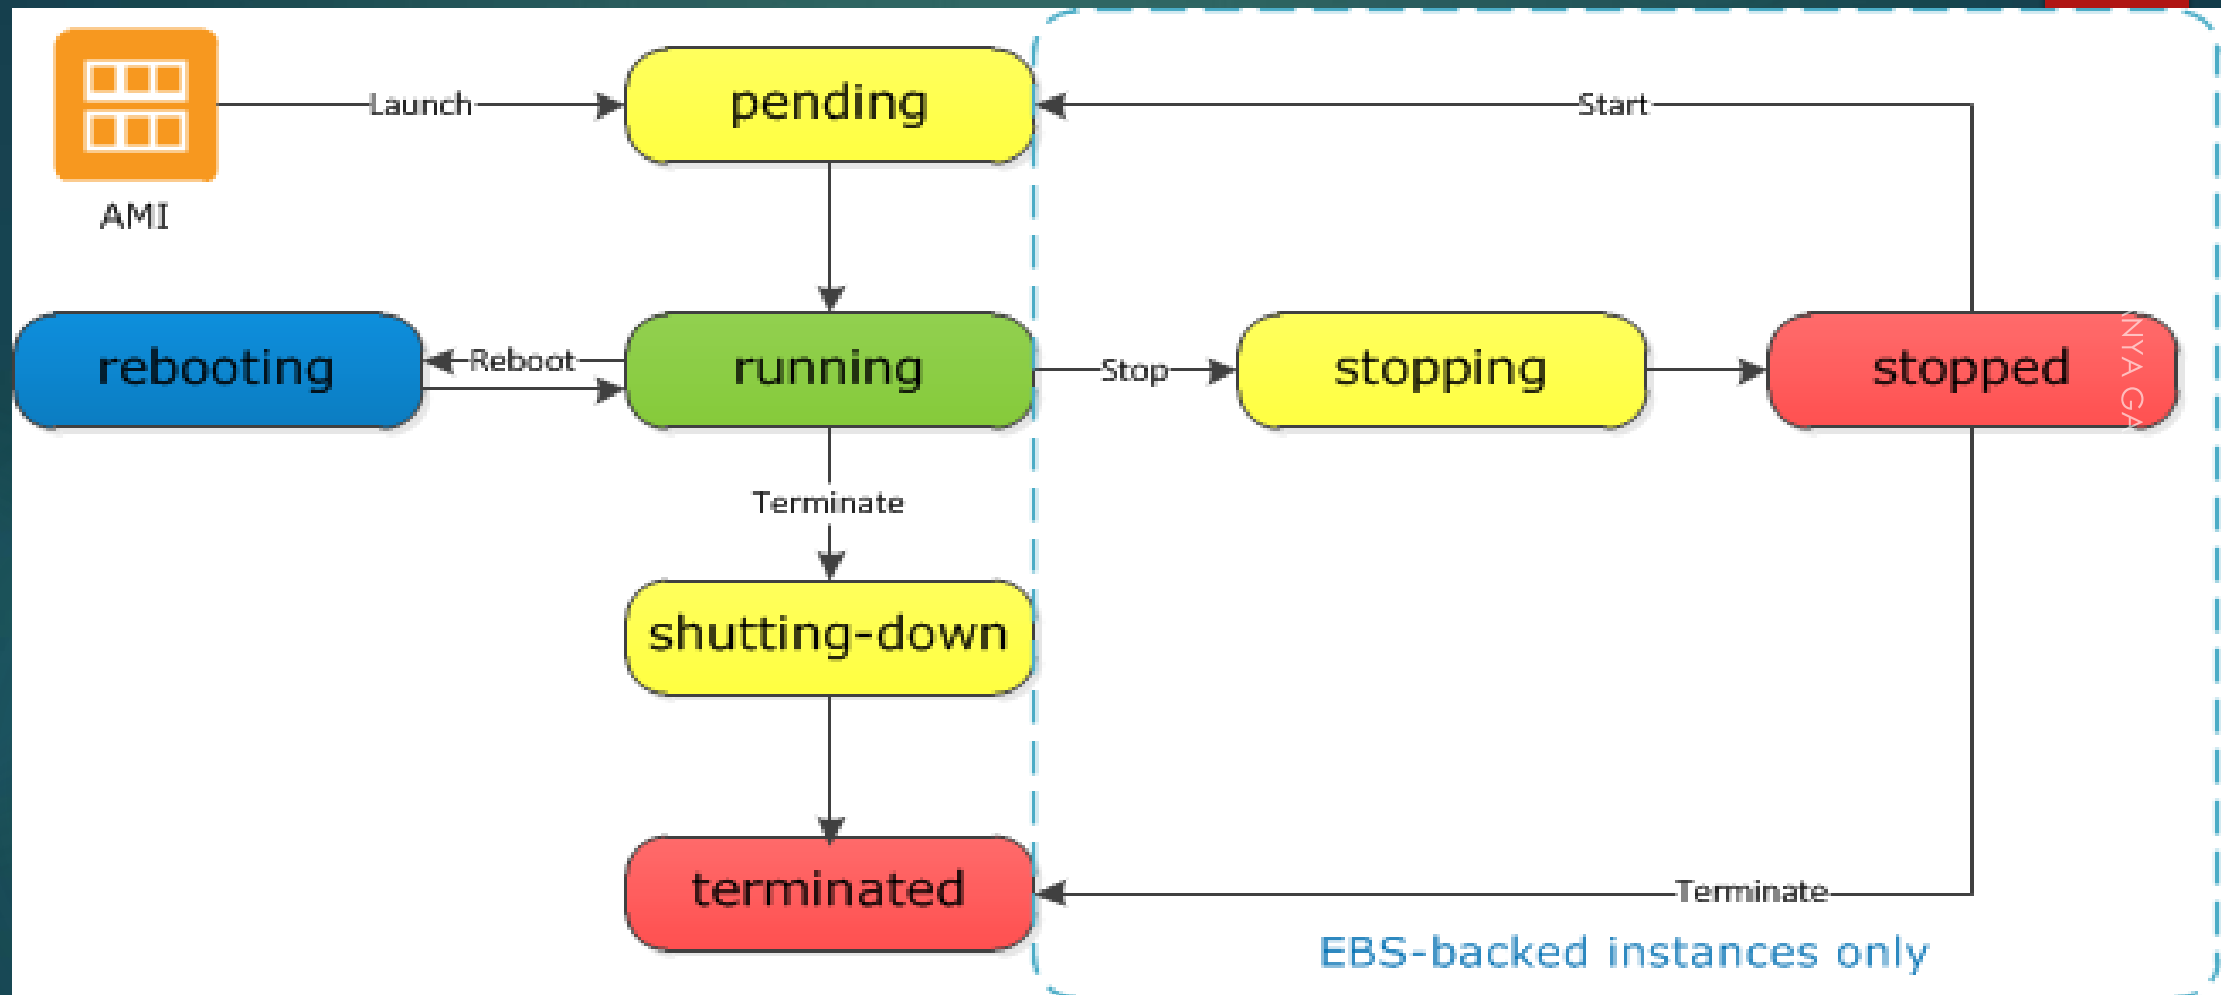 Launch
pending
Start
AMI
rebooting
Reboot
running
Stop
stopping
stopped
Terminate
shutting-down
terminated
Terminate
EBS-backed instances only